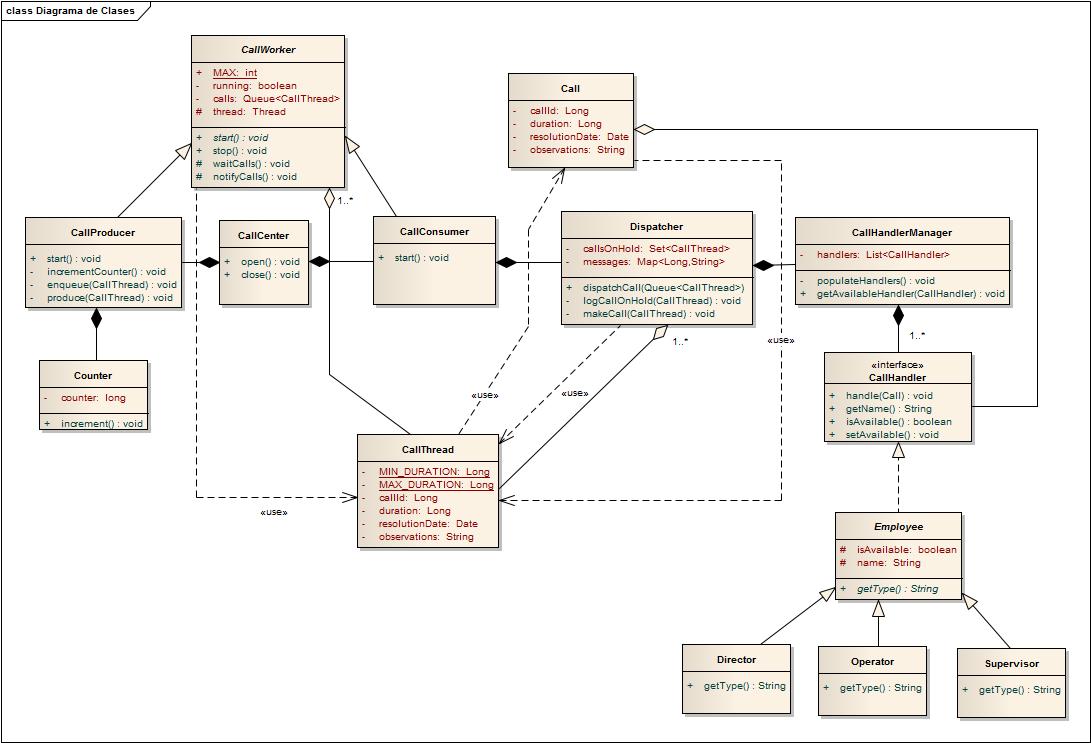 class Diagrama de Clases
CallWorker
+ MAX: int
- running: boolean
- calls: Queue<CallThread>
# thread: Thread
+ start() : void
+ stop() : void
# waitCalls() : void
# notifyCalls() : void
1..*
Call
- callId: Long
- duration: Long
- resolutionDate: Date
- observations: String
CallProducer
+ start() : void
- incrementCounter() : void
- enqueue(CallThread) : void
- produce(CallThread) : void
CallCenter
+ open() : void
+ close() : void
CallConsumer
+ start() : void
Dispatcher
- callsOnHold: Set<CallThread>
- messages: Map<Long,String>
+ dispatchCall(Queue<CallThread>)
- logCallOnHold(CallThread) : void
- makeCall(CallThread) : void
1..*
CallHandlerManager
- handlers: List<CallHandler>
- populateHandlers() : void
+ getAvailableHandler(CallHandler) : void
1..*
«use»
Counter
- counter: long
+ increment() : void
«interface»
CallHandler
+ handle(Call) : void
+ getName() : String
+ isAvailable() : boolean
+ setAvailable() : void
«use»
«use»
CallThread
- MIN_DURATION: Long
- MAX_DURATION: Long
- callId: Long
- duration: Long
- resolutionDate: Date
- observations: String
«use»
Employee
# isAvailable: boolean
# name: String
+ getType() : String
Director
+ getType() : String
Operator
+ getType() : String
Supervisor
+ getType() : String